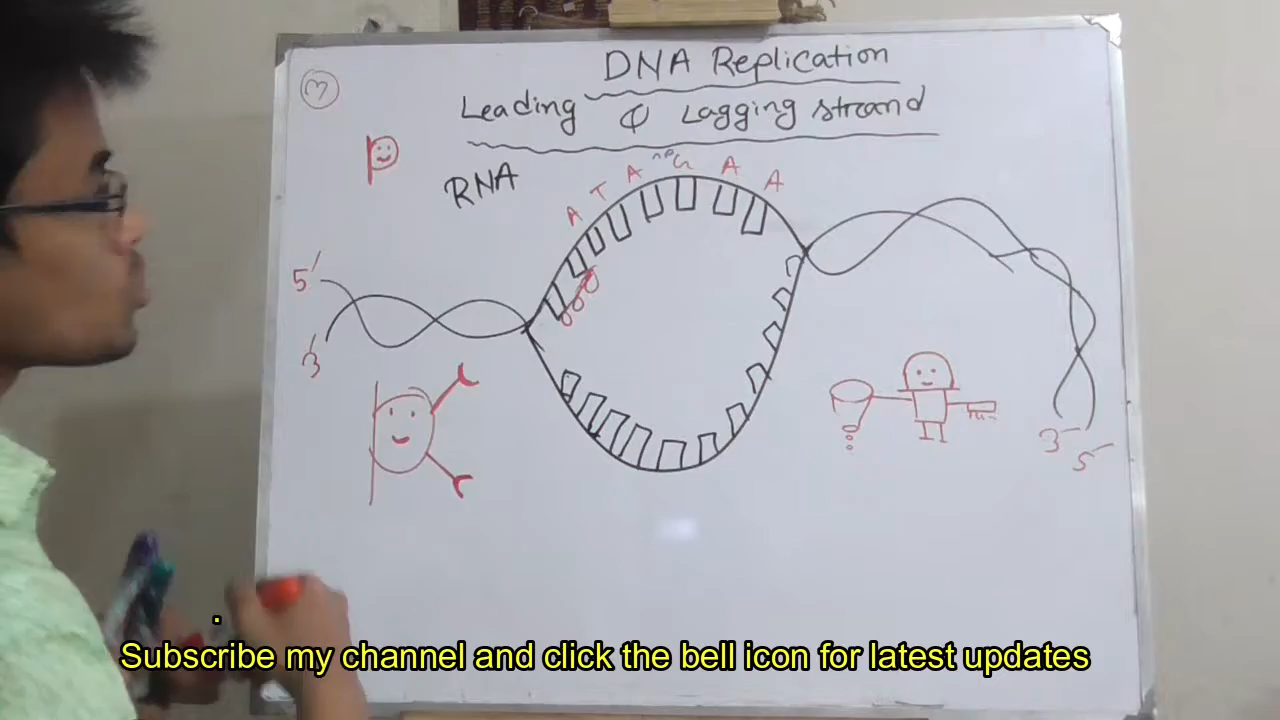 3
DNA Replication
Leading & Lagging strand
RNA
A T A G A A
5′
3′
3′ 5′
Subscribe my channel and click the bell icon for latest updates